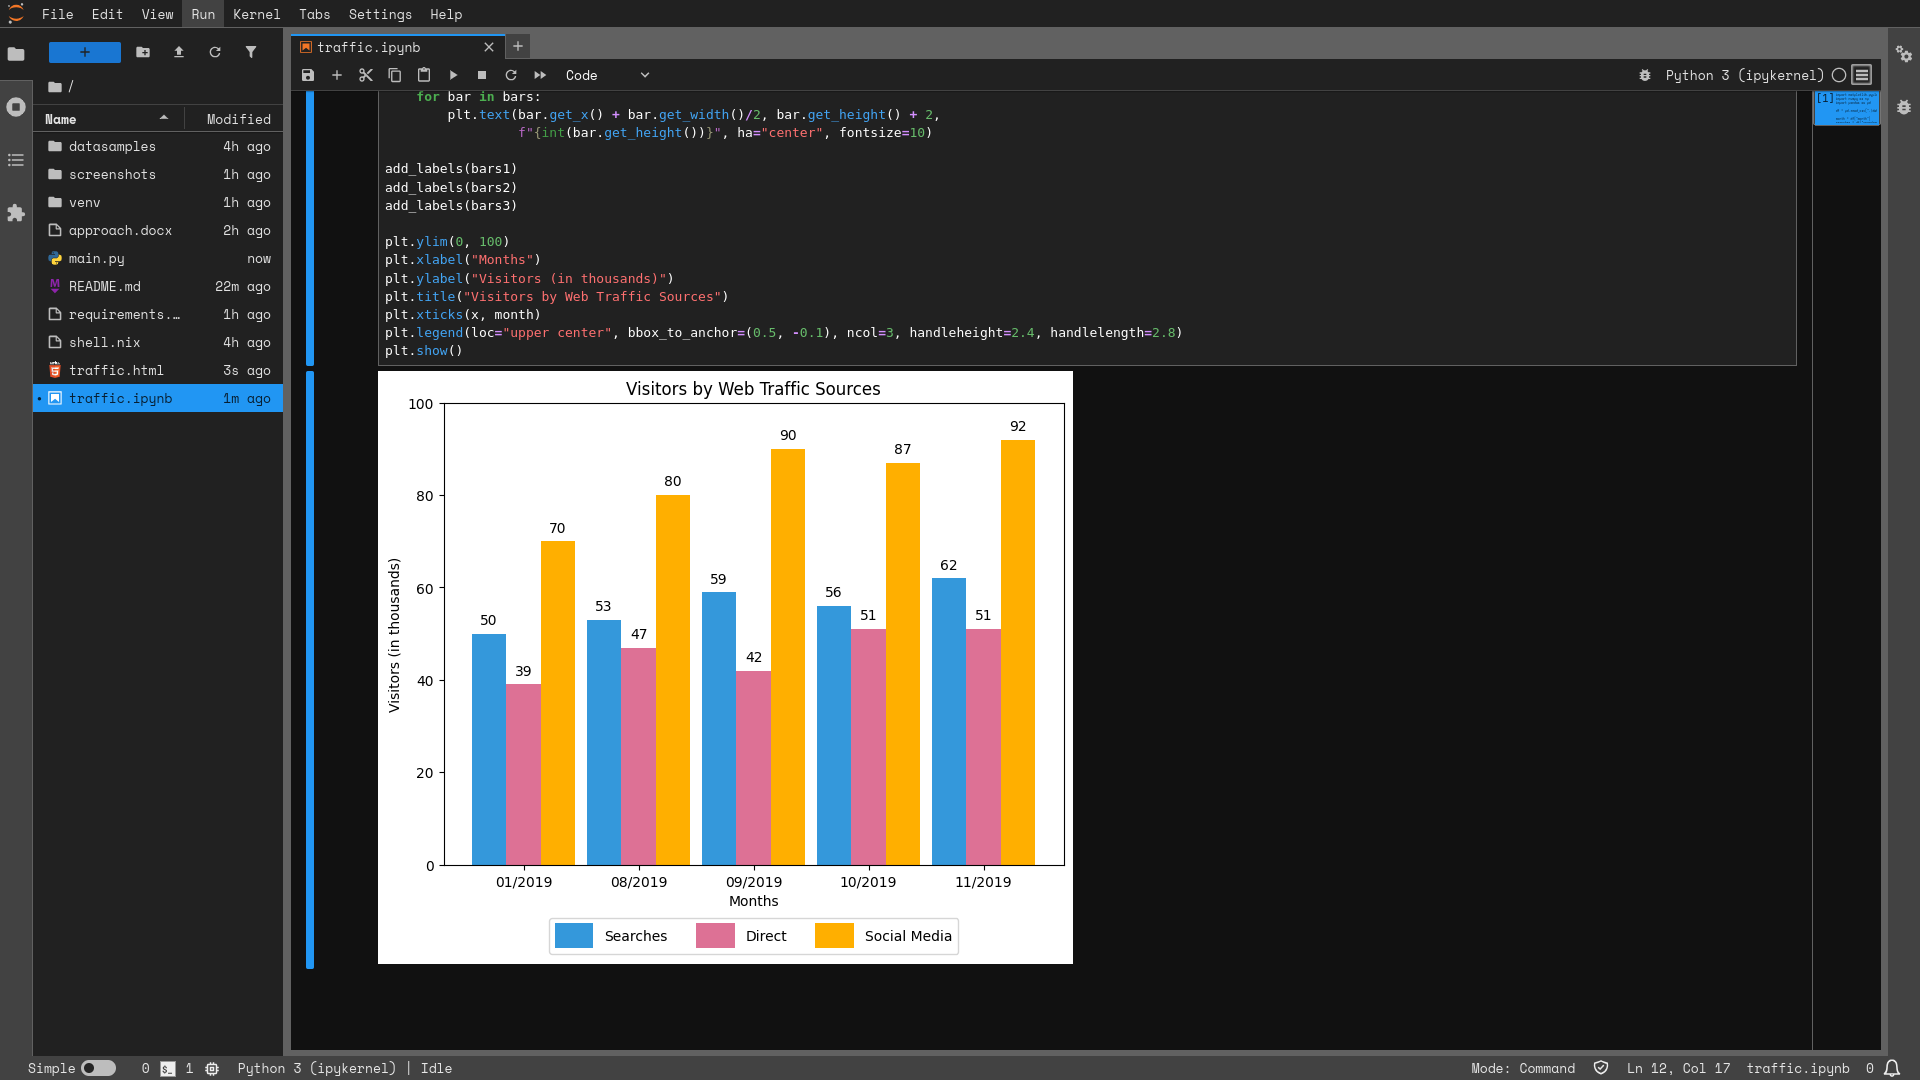 File Edit View Run Kernel Tabs Settings Help
traffic.ipynb
Code
Python 3 (ipykernel)
/
Name Modified
datasamples 4h ago
screenshots 1h ago
venv 1h ago
approach.docx 2h ago
main.py now
README.md 22m ago
requirements.… 1h ago
shell.nix 4h ago
traffic.html 3s ago
traffic.ipynb 1m ago
for bar in bars:
plt.text(bar.get_x() + bar.get_width()/2, bar.get_height() + 2,
f"{int(bar.get_height())}", ha="center", fontsize=10)
add_labels(bars1)
add_labels(bars2)
add_labels(bars3)
plt.ylim(0, 100)
plt.xlabel("Months")
plt.ylabel("Visitors (in thousands)")
plt.title("Visitors by Web Traffic Sources")
plt.xticks(x, month)
plt.legend(loc="upper center", bbox_to_anchor=(0.5, -0.1), ncol=3, handleheight=2.4, handlelength=2.8)
plt.show()
[1]
Visitors by Web Traffic Sources
Visitors (in thousands)
100
80
60
40
20
0
50 39 70
53 47 80
59 42 90
56 51 87
62 51 92
01/2019 08/2019 09/2019 10/2019 11/2019
Months
Searches Direct Social Media
Simple 0 $_ 1 Python 3 (ipykernel) | Idle
Mode: Command Ln 12, Col 17 traffic.ipynb 0